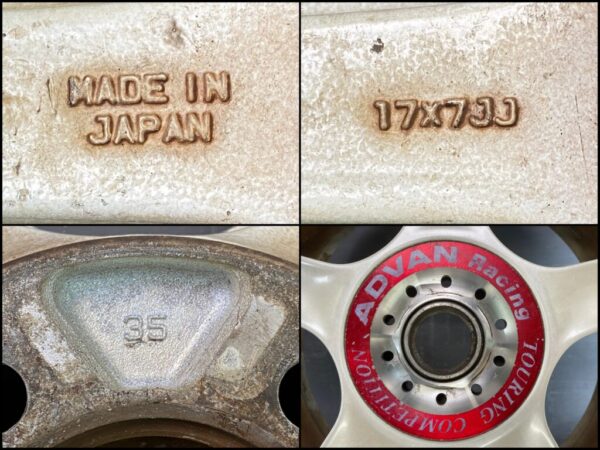 MADE IN
JAPAN
17x7JJ
35
ADVAN Racing
TOURING COMPETITION